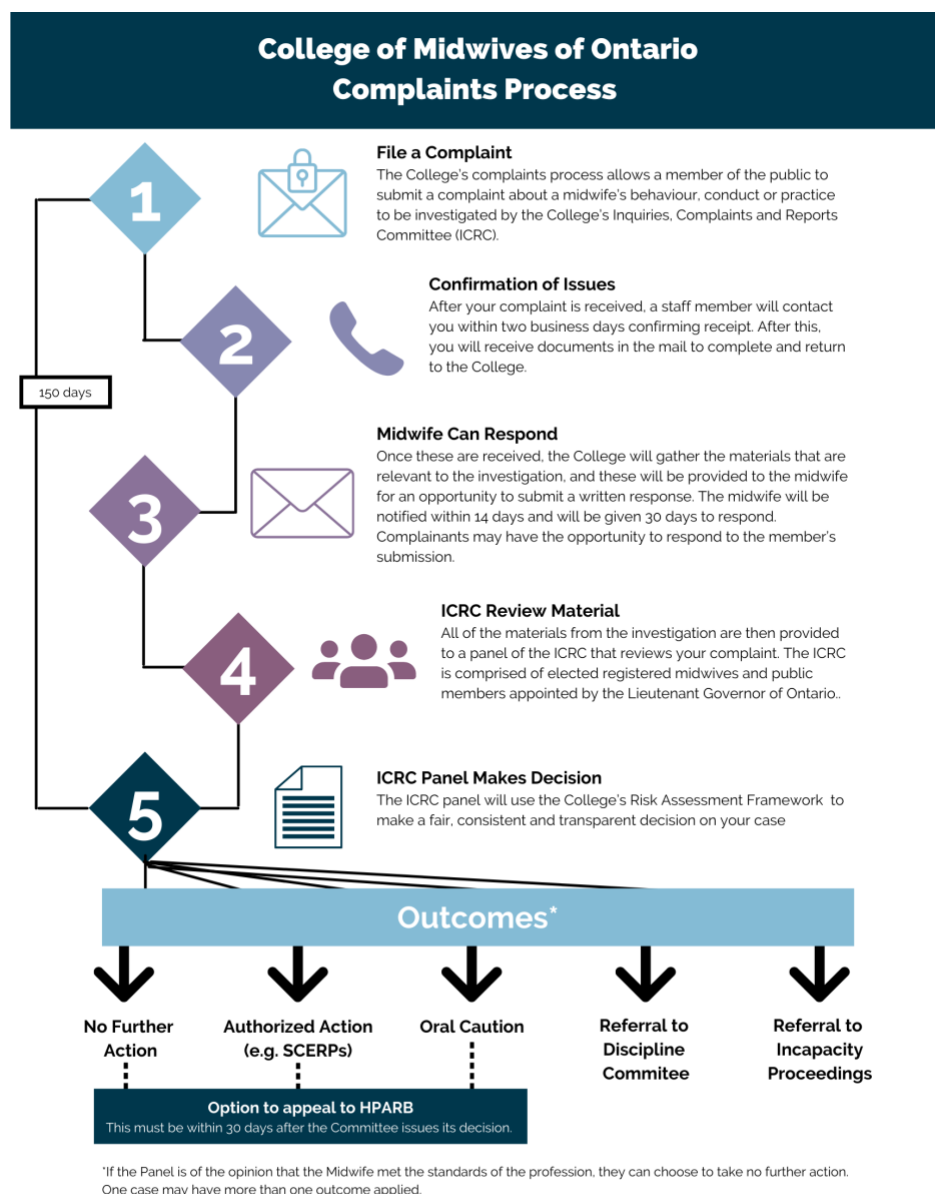 College of Midwives of Ontario
Complaints Process
1
File a Complaint
The College's complaints process allows a member of the public to
submit a complaint about a midwife's behaviour, conduct or practice
to be investigated by the College's Inquiries, Complaints and Reports
Committee (ICRC).
2
Confirmation of Issues
After your complaint is received, a staff member will contact
you within two business days confirming receipt. After this,
you will receive documents in the mail to complete and return
to the College.
150 days
3
Midwife Can Respond
Once these are received, the College will gather the materials that are
relevant to the investigation, and these will be provided to the midwife
for an opportunity to submit a written response. The midwife will be
notified within 14 days and will be given 30 days to respond.
Complainants may have the opportunity to respond to the member's
submission.
4
ICRC Review Material
All of the materials from the investigation are then provided
to a panel of the ICRC that reviews your complaint. The ICRC
is comprised of elected registered midwives and public
members appointed by the Lieutenant Governor of Ontario..
5
ICRC Panel Makes Decision
The ICRC panel will use the College's Risk Assessment Framework to
make a fair, consistent and transparent decision on your case
Outcomes*
No Further
Action
Authorized Action
(e.g. SCERPs)
Oral Caution
Referral to
Discipline
Commitee
Referral to
Incapacity
Proceedings
Option to appeal to HPARB
This must be within 30 days after the Committee issues its decision.
*If the Panel is of the opinion that the Midwife met the standards of the profession, they can choose to take no further action.
One case may have more than one outcome applied.